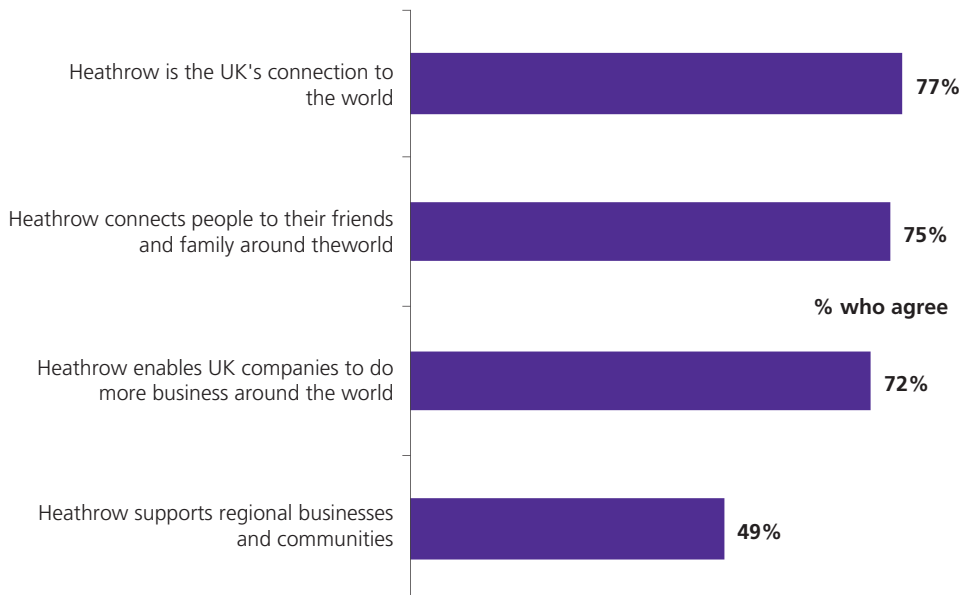 Heathrow is the UK's connection to
the world
77%
Heathrow connects people to their friends
and family around theworld
75%
% who agree
Heathrow enables UK companies to do
more business around the world
72%
Heathrow supports regional businesses
and communities
49%